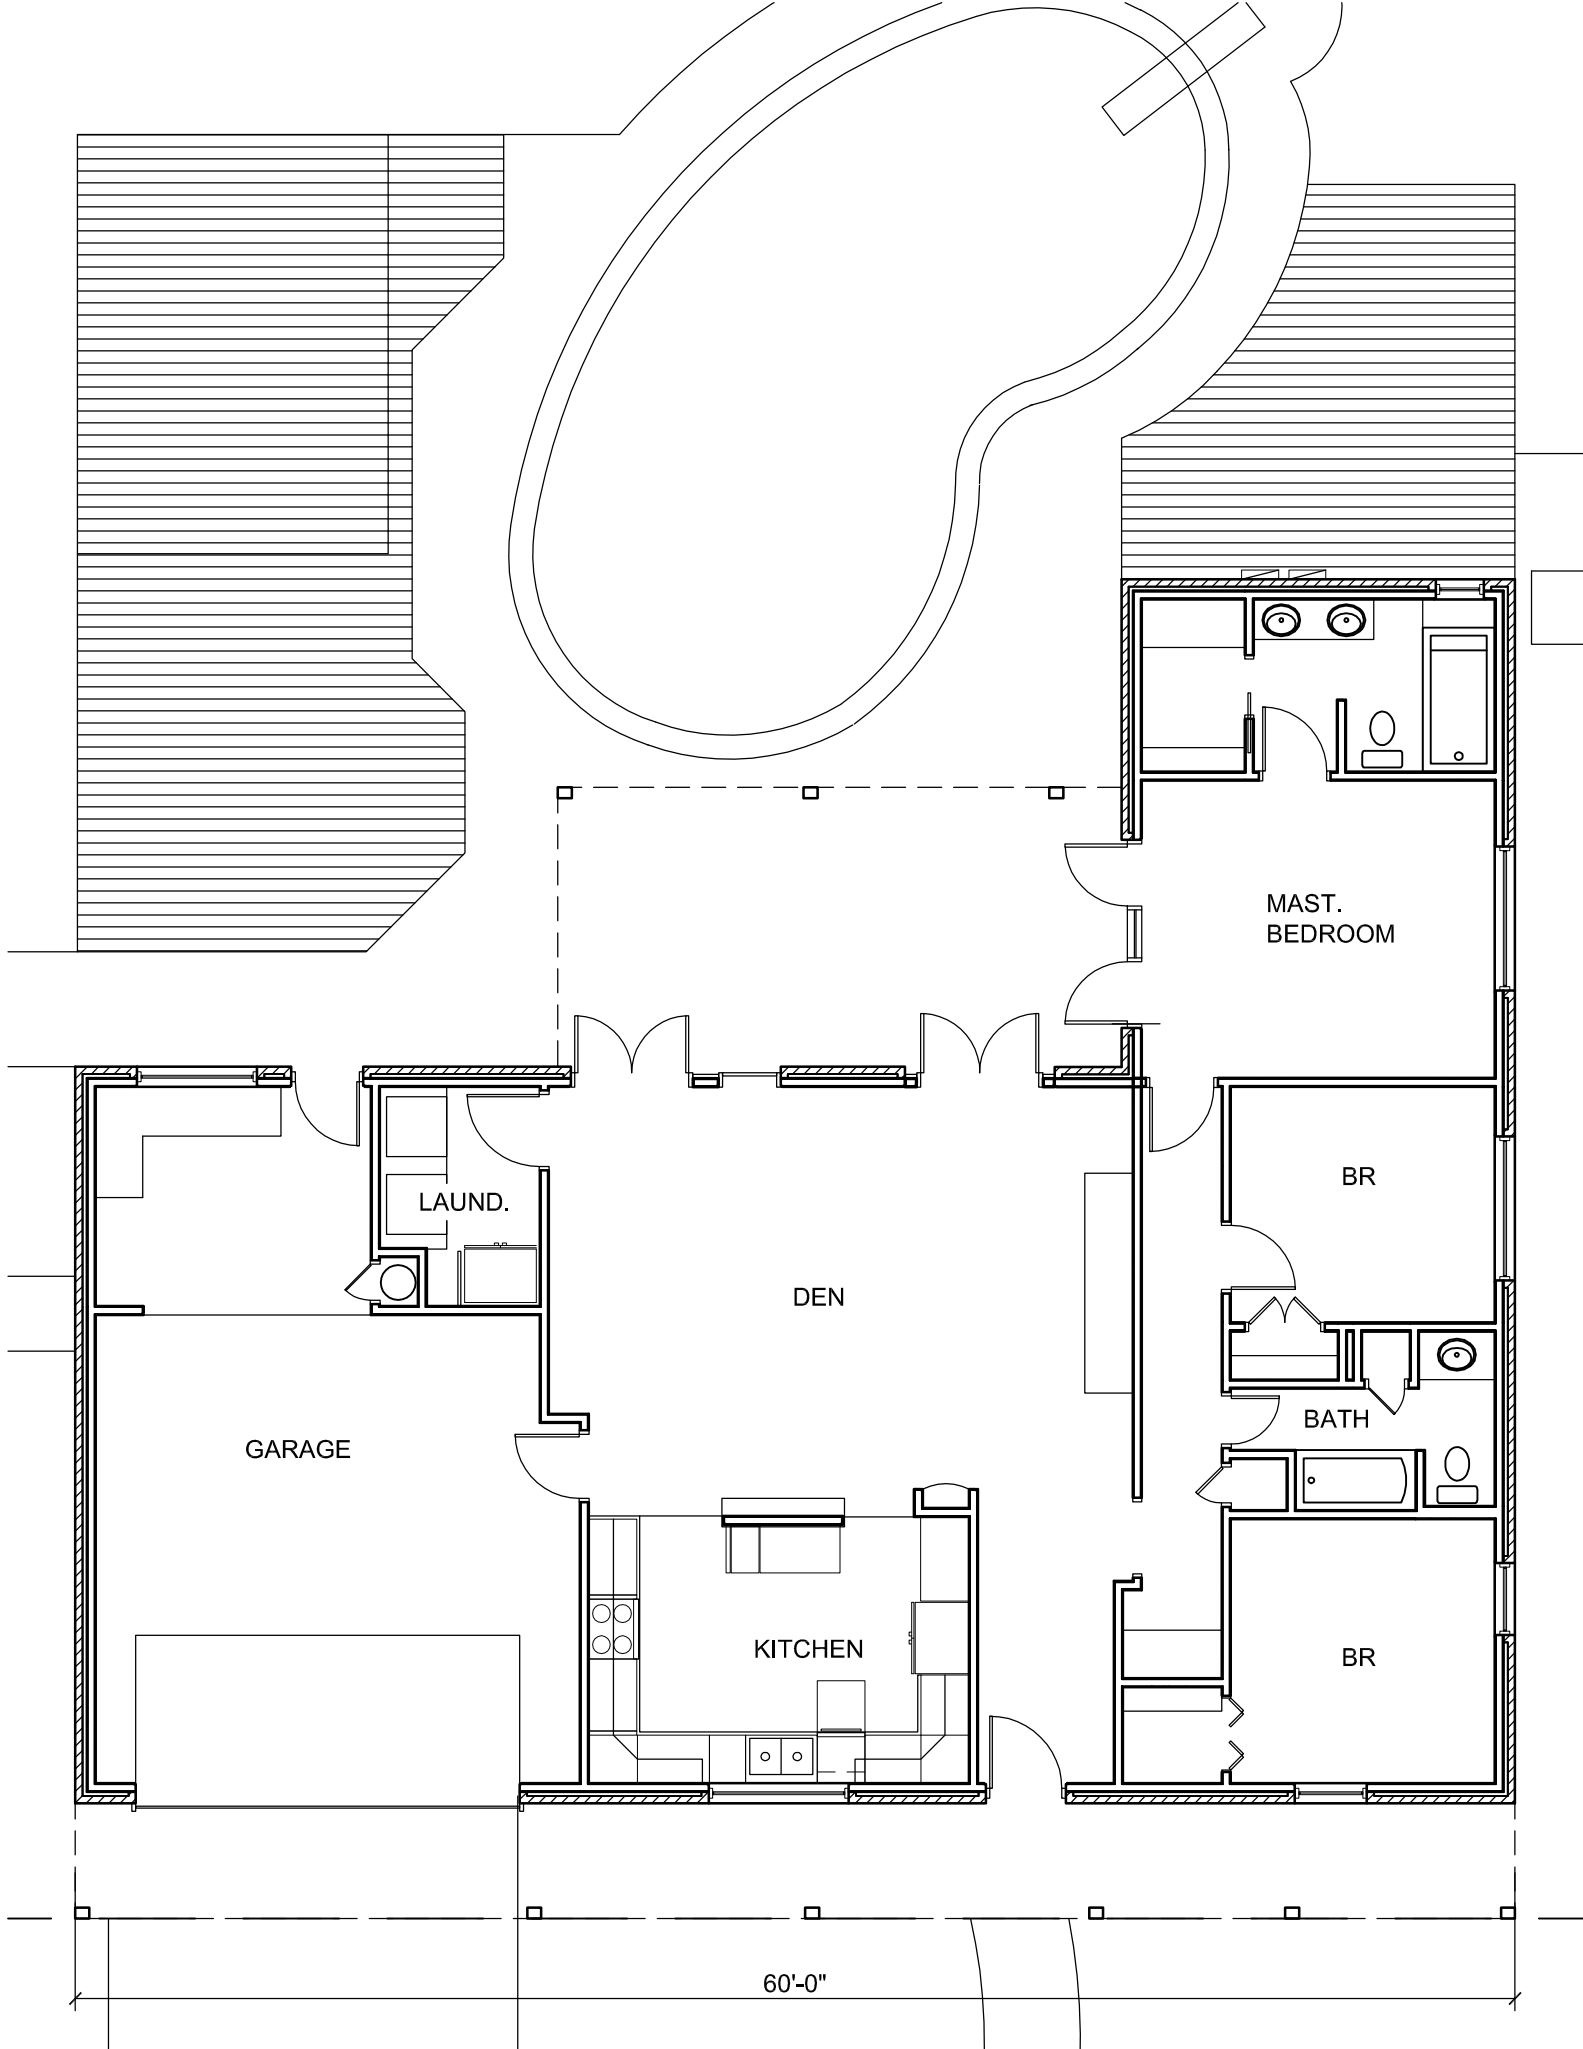 MAST.
BEDROOM
BR
LAUND.
DEN
BATH
GARAGE
KITCHEN
BR
60'-0"